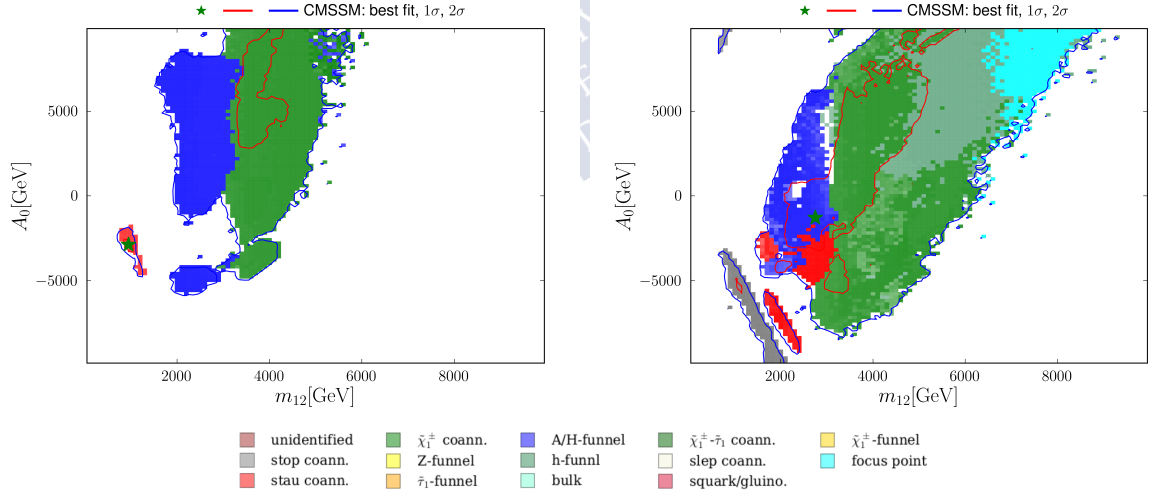 CMSSM: best fit, 1σ, 2σ
5000
0
−5000
A₀[GeV]
2000
4000
6000
8000
m₁₂[GeV]
CMSSM: best fit, 1σ, 2σ
5000
0
−5000
A₀[GeV]
2000
4000
6000
8000
m₁₂[GeV]
unidentified
χ̃₁± coann.
A/H-funnel
χ̃₁±-τ̃₁ coann.
χ̃₁±-funnel
stop coann.
Z-funnel
h-funnl
slep coann.
focus point
stau coann.
τ̃₁-funnel
bulk
squark/gluino.